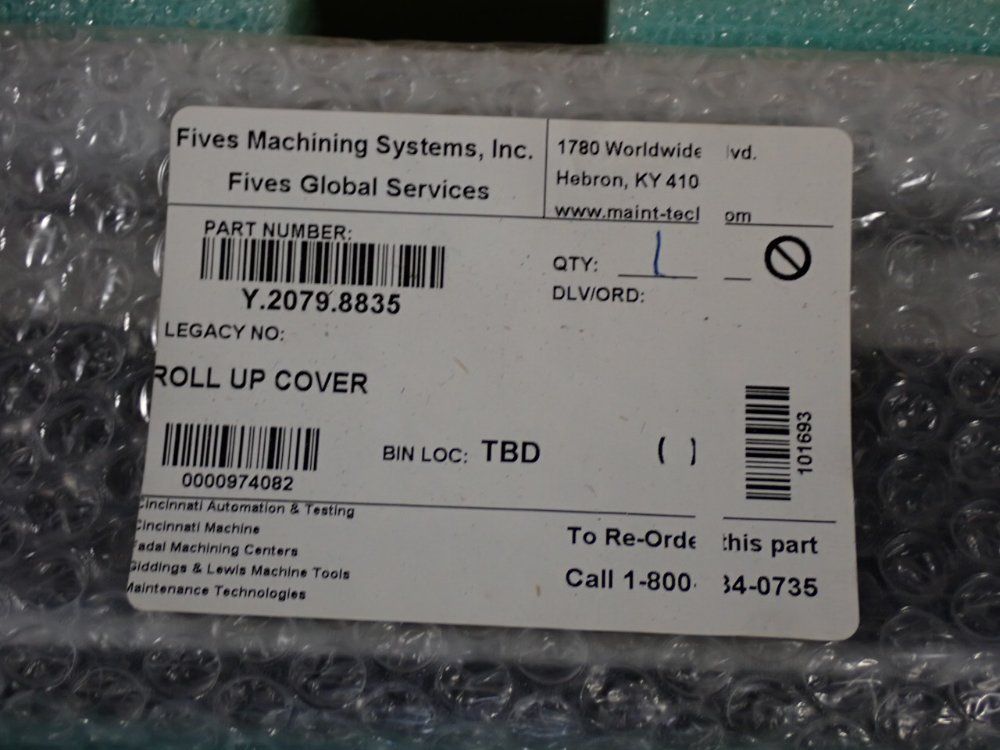 Fives Machining Systems, Inc.
Fives Global Services
1780 Worldwide lvd.
Hebron, KY 410
www.maint-tecl om
PART NUMBER:
Y.2079.8835
QTY: 1
DLV/ORD:
LEGACY NO:
ROLL UP COVER
0000974082
BIN LOC: TBD ( )
101693
Cincinnati Automation & Testing
Cincinnati Machine
Fadal Machining Centers
Giddings & Lewis Machine Tools
Maintenance Technologies
To Re-Orde this part
Call 1-800- 34-0735